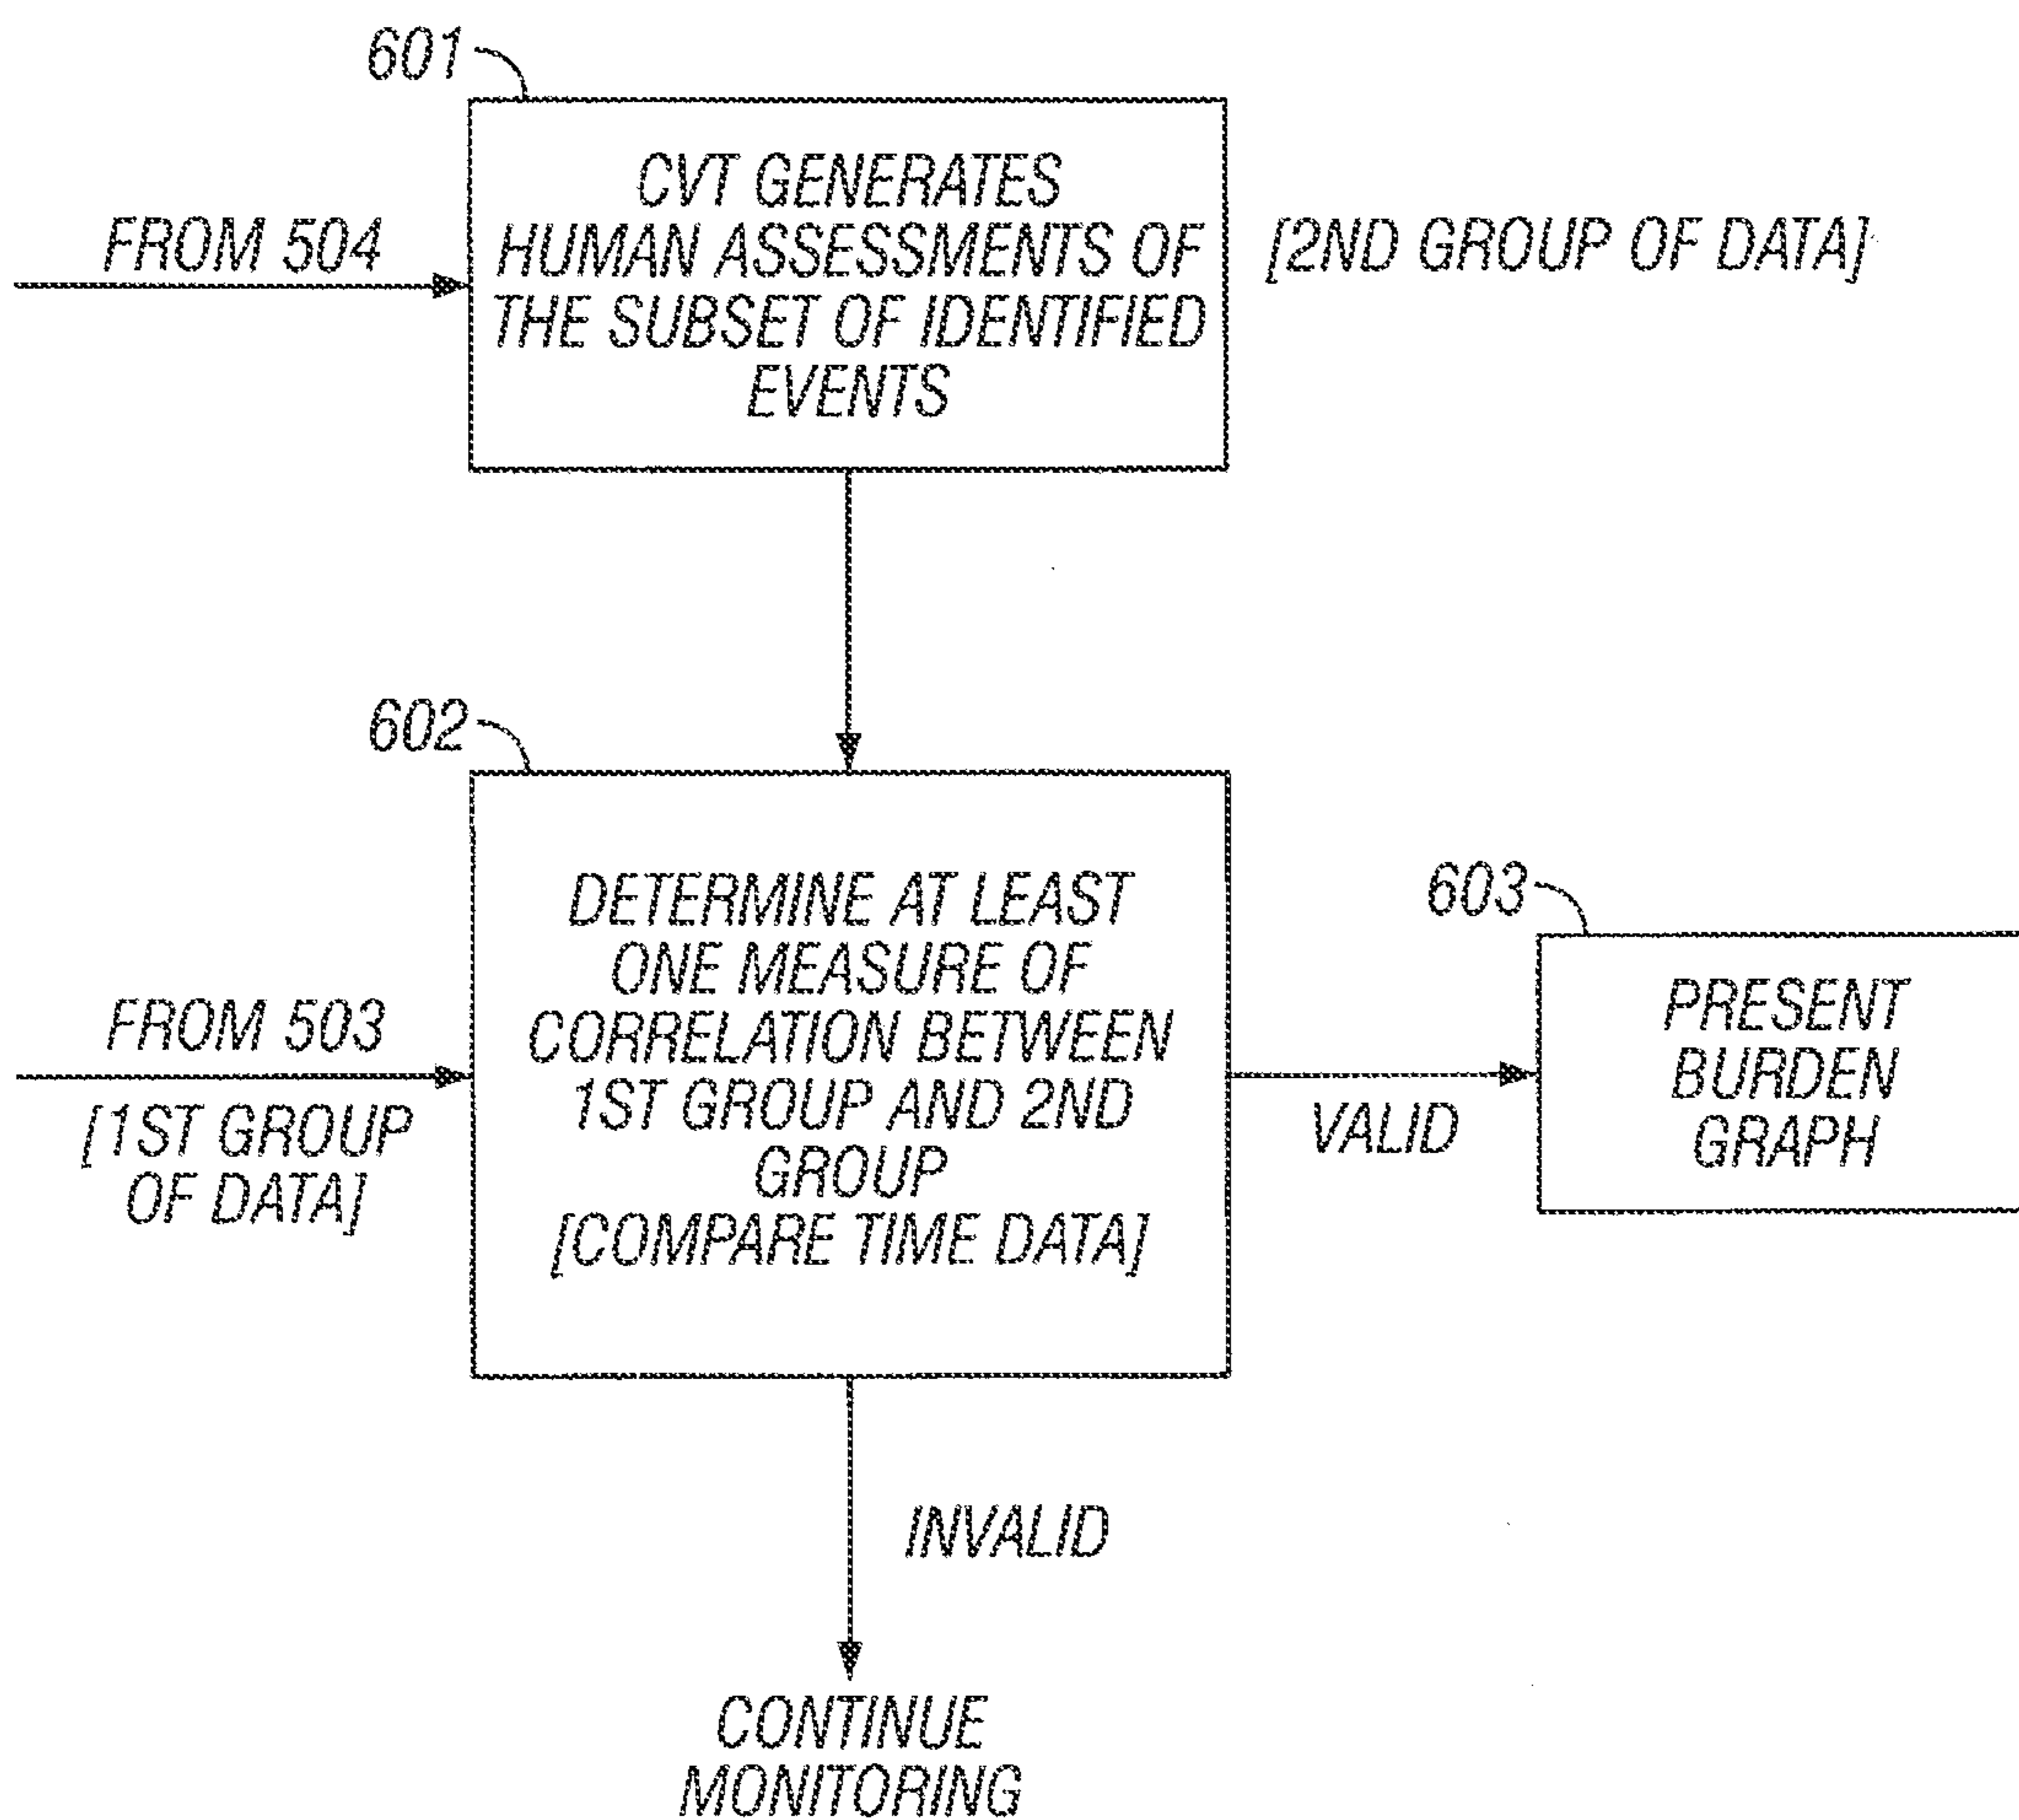 601
CVT GENERATES
HUMAN ASSESSMENTS OF
THE SUBSET OF IDENTIFIED
EVENTS
FROM 504
[2ND GROUP OF DATA]
602
DETERMINE AT LEAST
ONE MEASURE OF
CORRELATION BETWEEN
1ST GROUP AND 2ND
GROUP
[COMPARE TIME DATA]
FROM 503
[1ST GROUP
OF DATA]
VALID
603
PRESENT
BURDEN
GRAPH
INVALID
CONTINUE
MONITORING